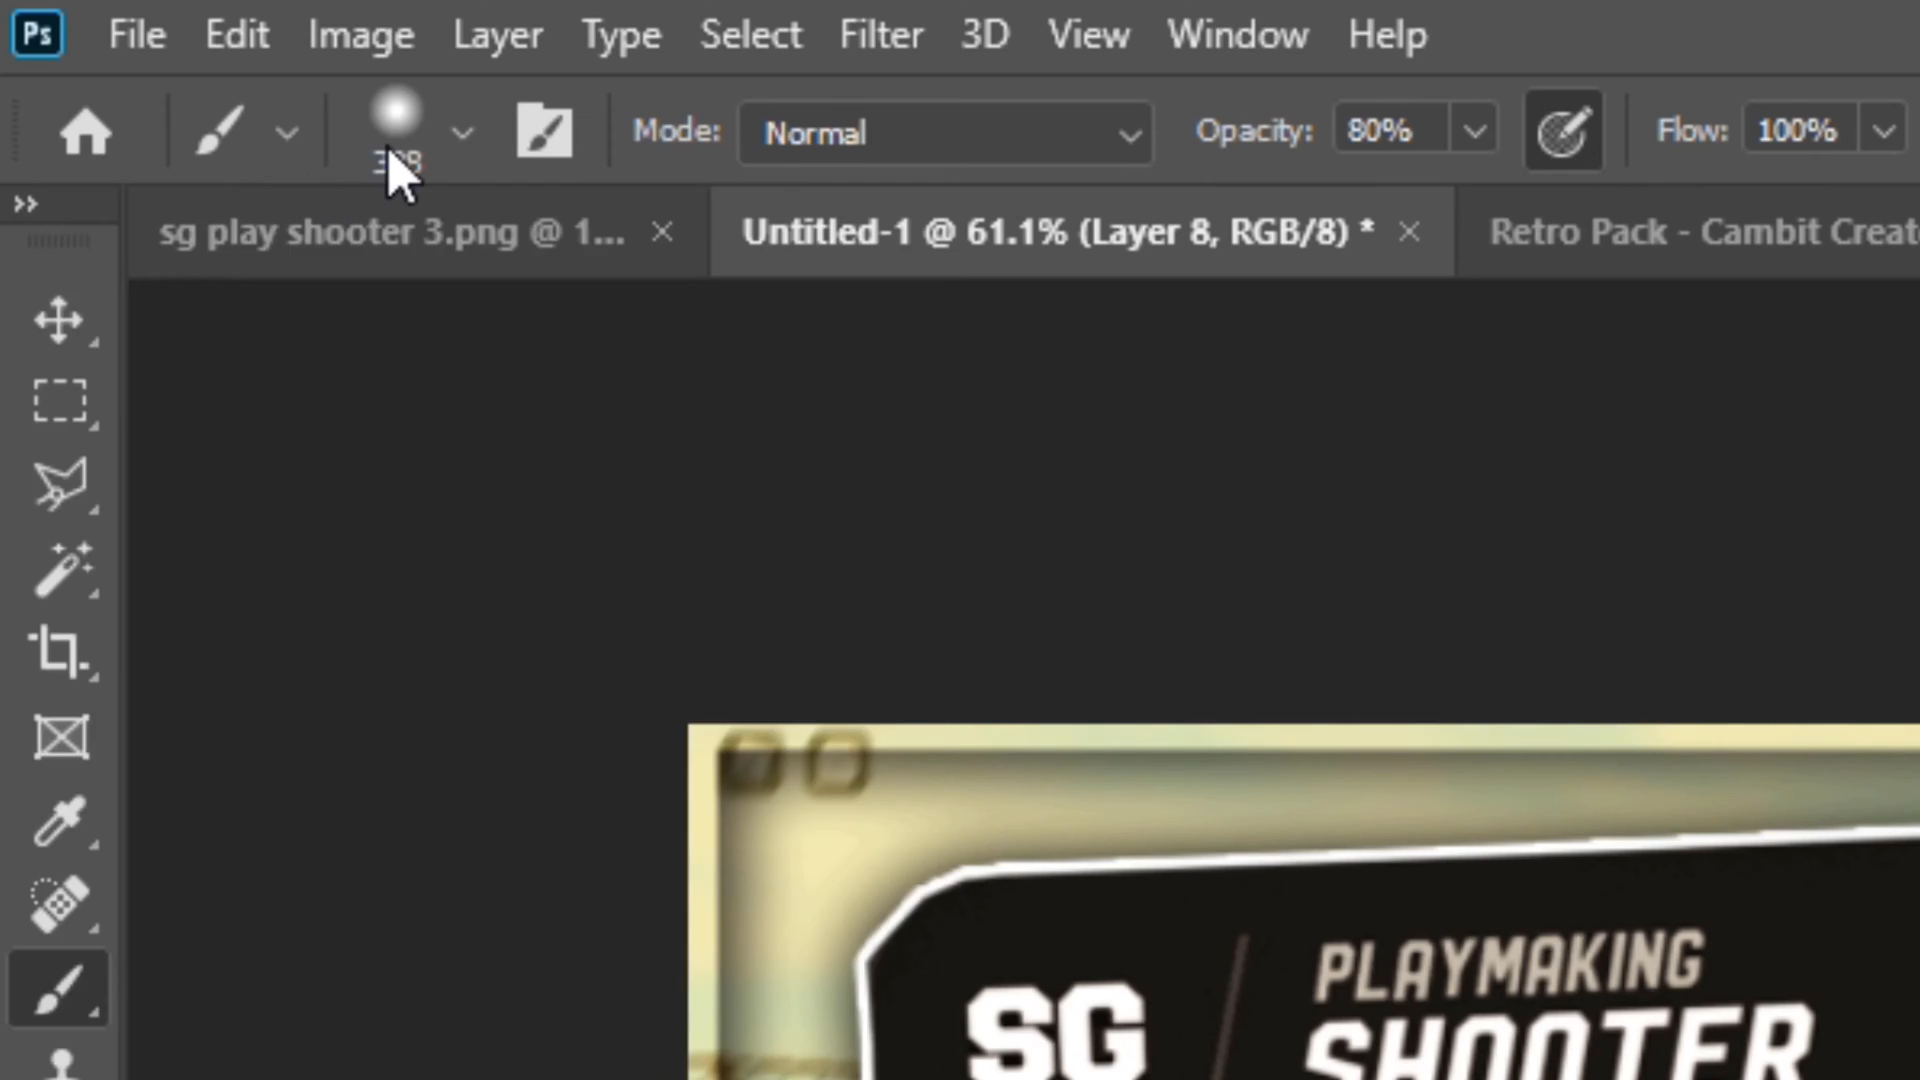 Ps File Edit Image Layer Type Select Filter 3D View Window Help
Mode: Normal Opacity: 80% Flow: 100%
sg play shooter 3.png @ 1... × Untitled-1 @ 61.1% (Layer 8, RGB/8) * × Retro Pack - Cambit Create
PLAYMAKING
SG SHOOTER